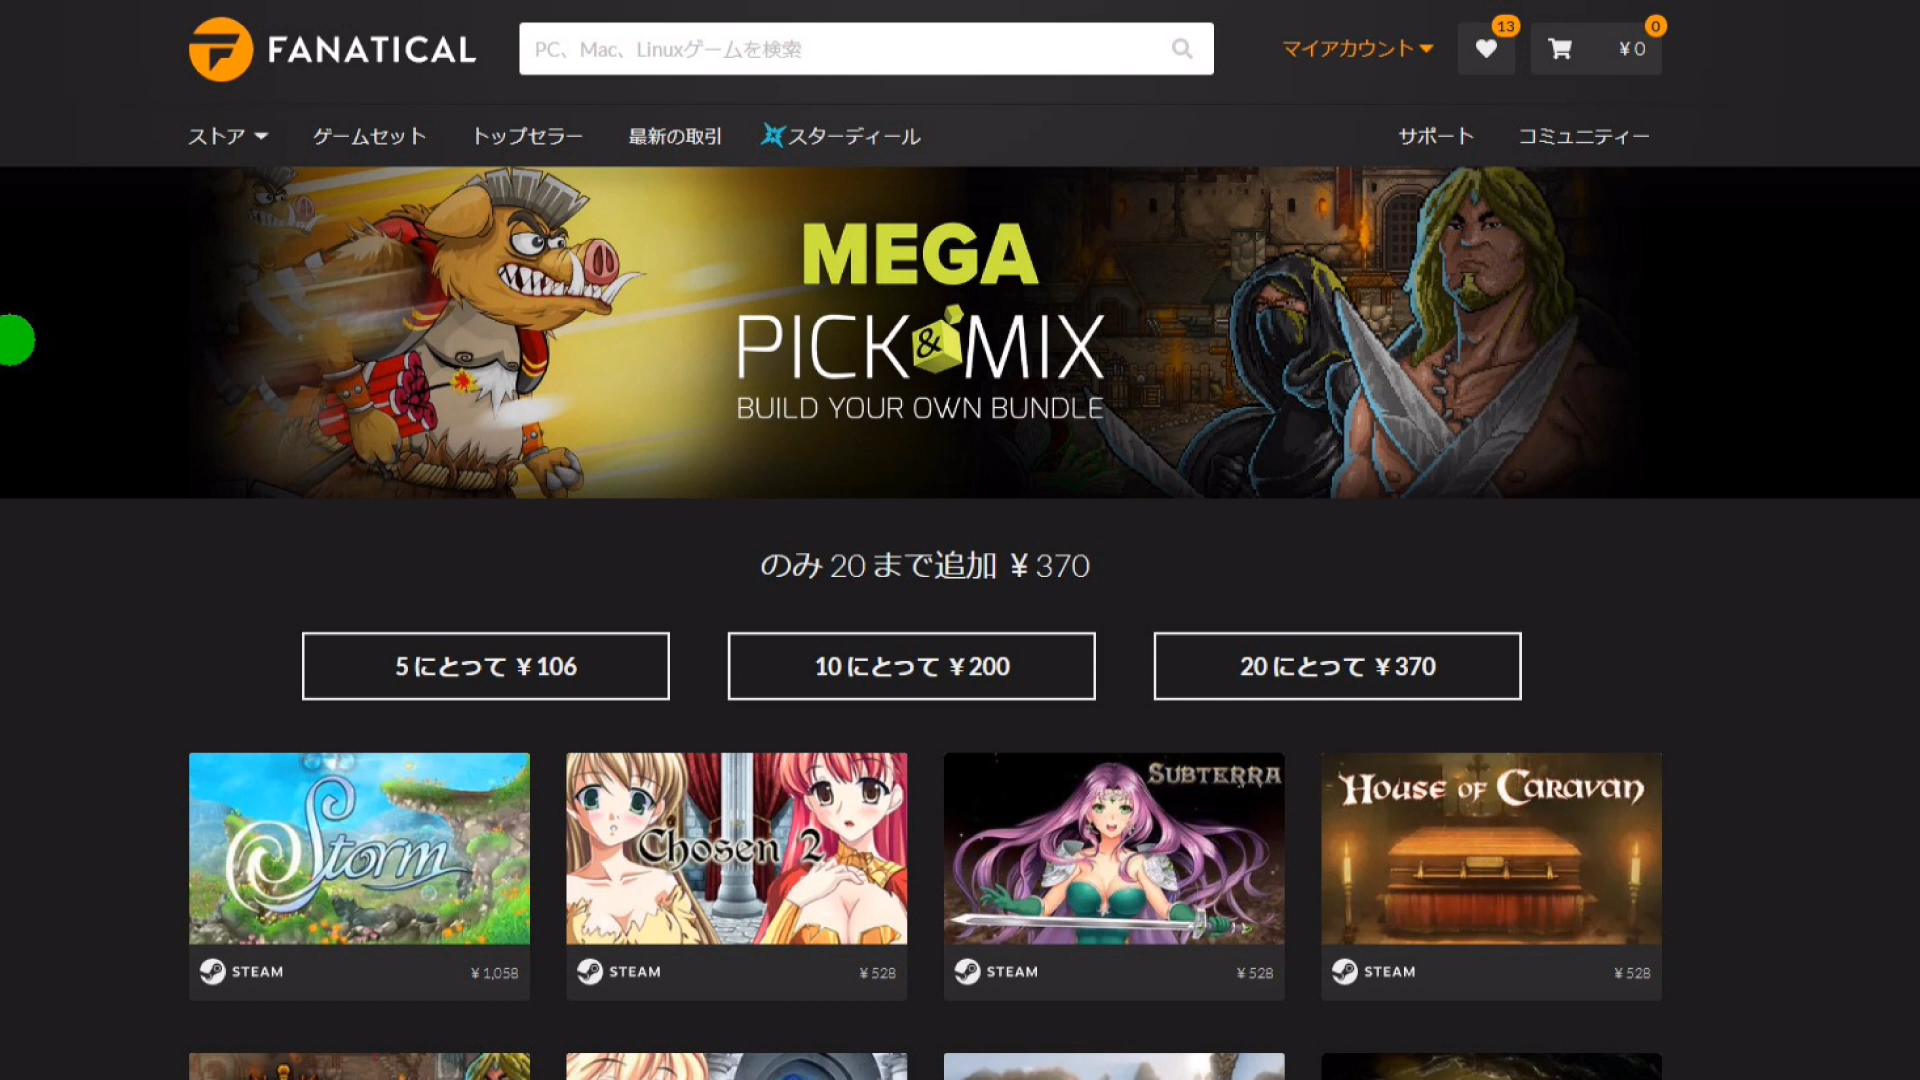 FANATICAL
PC、Mac、Linuxゲームを検索
マイアカウント
13
0
¥0
ストア
ゲームセット
トップセラー
最新の取引
スターディール
サポート
コミュニティー
MEGA
PICK & MIX
BUILD YOUR OWN BUNDLE
のみ 20 まで追加 ¥370
5 にとって ¥106
10 にとって ¥200
20 にとって ¥370
Storm
Chosen 2
SUBTERRA
HOUSE OF CARAVAN
STEAM ¥1,058
STEAM ¥528
STEAM ¥528
STEAM ¥528